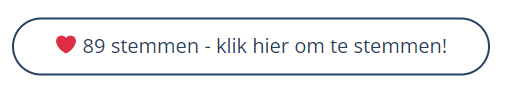 ❤ 89 stemmen - klik hier om te stemmen!